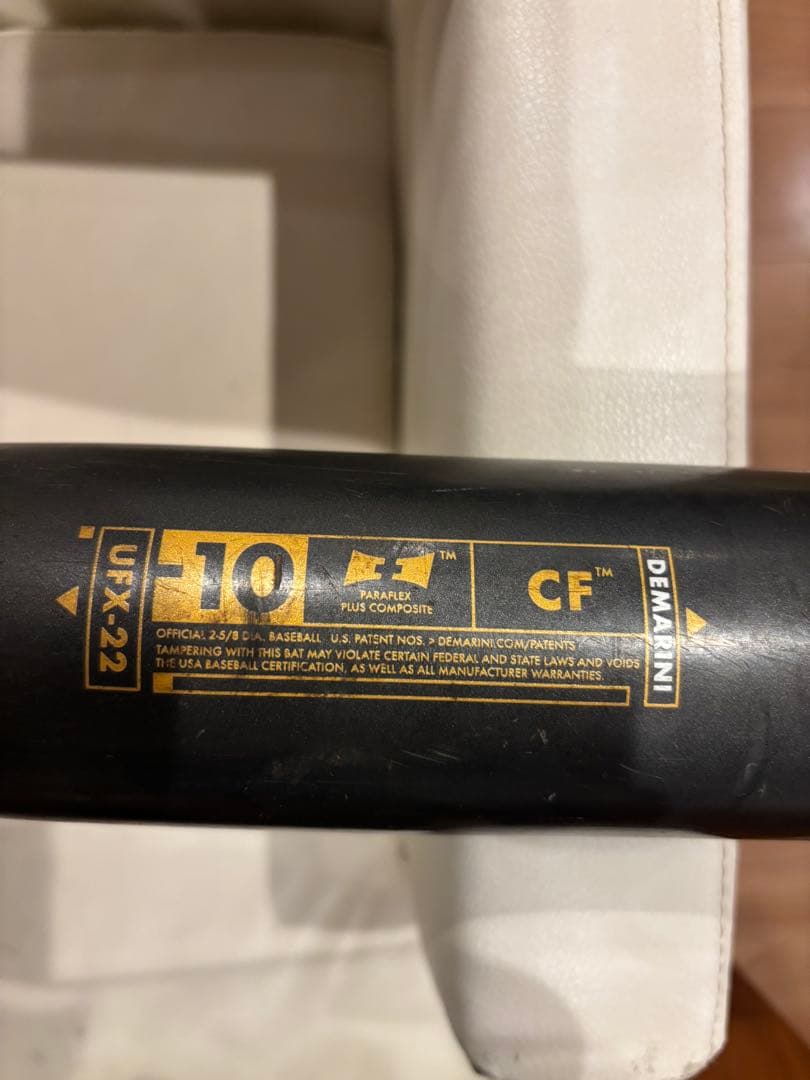 UFX-22
-10
PARAFLEX™
PLUS COMPOSITE
CF™
DEMARINI
OFFICIAL 2-5/8 DIA. BASEBALL U.S. PATENT NOS. > DEMARINI.COM/PATENTS
TAMPERING WITH THIS BAT MAY VIOLATE CERTAIN FEDERAL AND STATE LAWS AND VOIDS
THE USA BASEBALL CERTIFICATION, AS WELL AS ALL MANUFACTURER WARRANTIES.